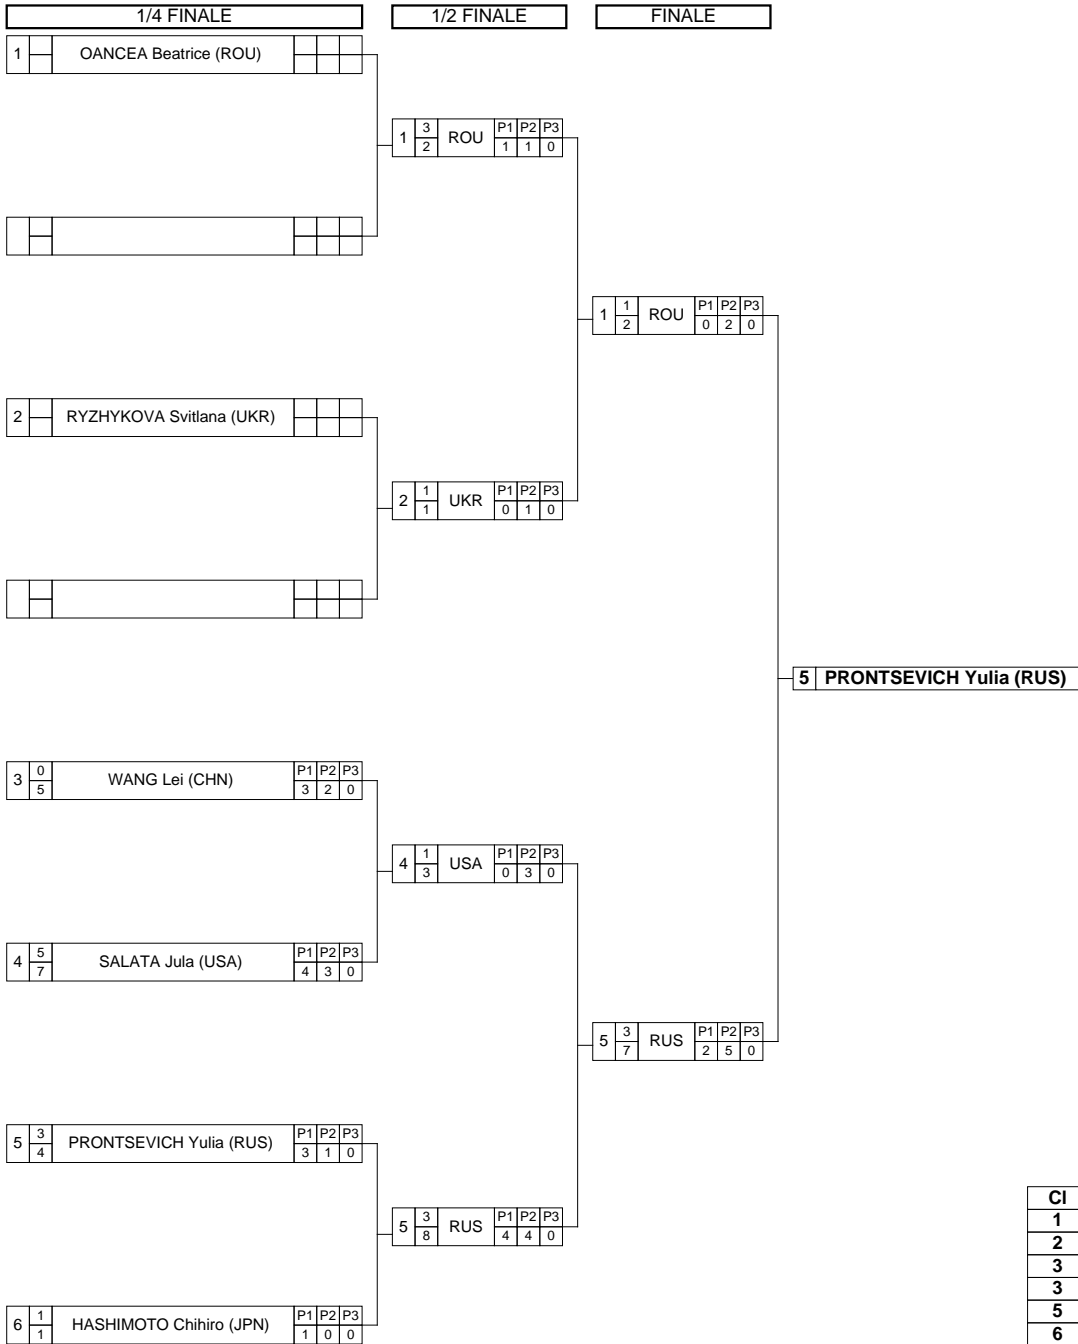 1/4 FINALE 1/2 FINALE FINALE
1 OANCEA Beatrice (ROU)
1 3 2 ROU P1 P2 P3
1 1 0
1 1 2 ROU P1 P2 P3
0 2 0
2 RYZHYKOVA Svitlana (UKR)
2 1 1 UKR P1 P2 P3
0 1 0
5 PRONTSEVICH Yulia (RUS)
3 0 5 WANG Lei (CHN) P1 P2 P3
3 2 0
4 1 3 USA P1 P2 P3
0 3 0
4 5 7 SALATA Jula (USA) P1 P2 P3
4 3 0
5 3 7 RUS P1 P2 P3
2 5 0
5 3 4 PRONTSEVICH Yulia (RUS) P1 P2 P3
3 1 0
5 3 8 RUS P1 P2 P3
4 4 0
6 1 1 HASHIMOTO Chihiro (JPN) P1 P2 P3
1 0 0
Cl
1
2
3
3
5
6